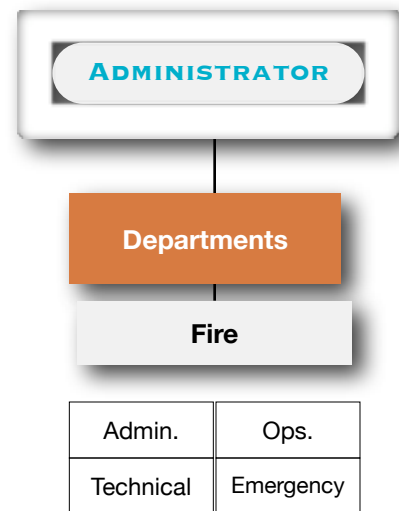 ADMINISTRATOR
Departments
Fire
Admin. Ops.
Technical Emergency